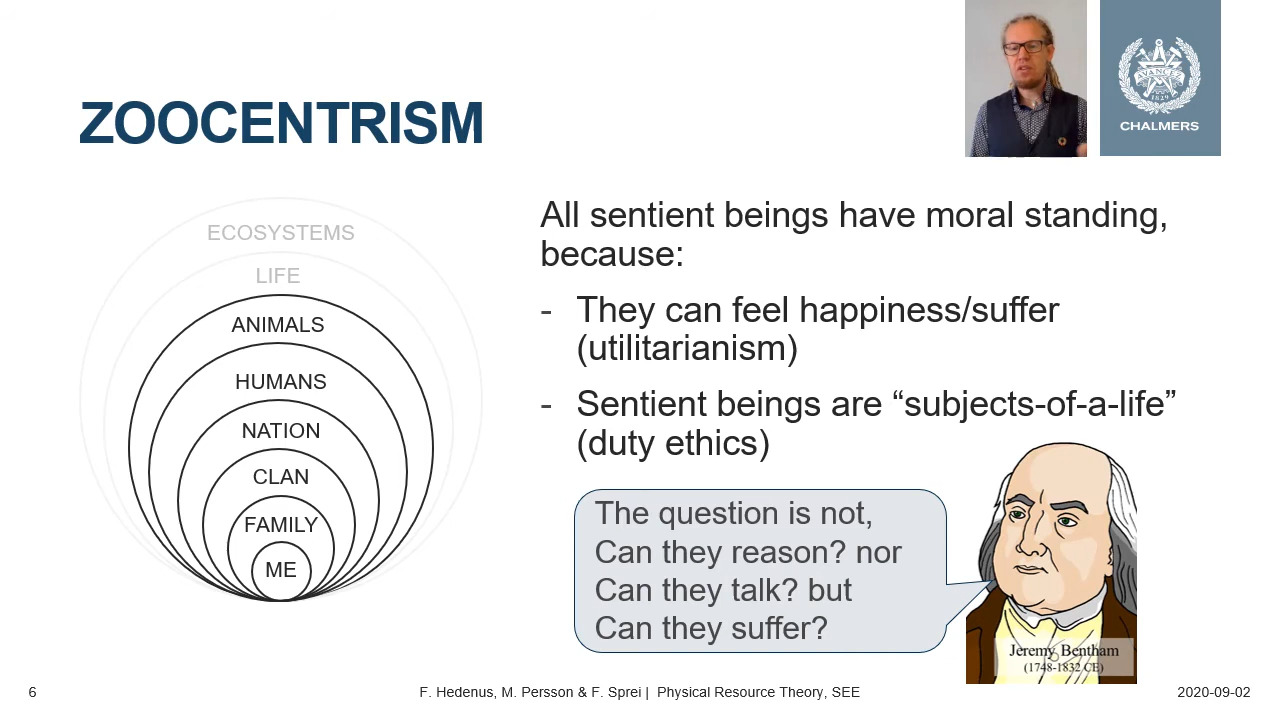 ZOOCENTRISM
AVANCEZ
1829
CHALMERS
ECOSYSTEMS
LIFE
ANIMALS
HUMANS
NATION
CLAN
FAMILY
ME
All sentient beings have moral standing,
because:
- They can feel happiness/suffer
(utilitarianism)
- Sentient beings are “subjects-of-a-life”
(duty ethics)
The question is not,
Can they reason? nor
Can they talk? but
Can they suffer?
Jeremy Bentham
(1748-1832 CE)
6
F. Hedenus, M. Persson & F. Sprei | Physical Resource Theory, SEE
2020-09-02